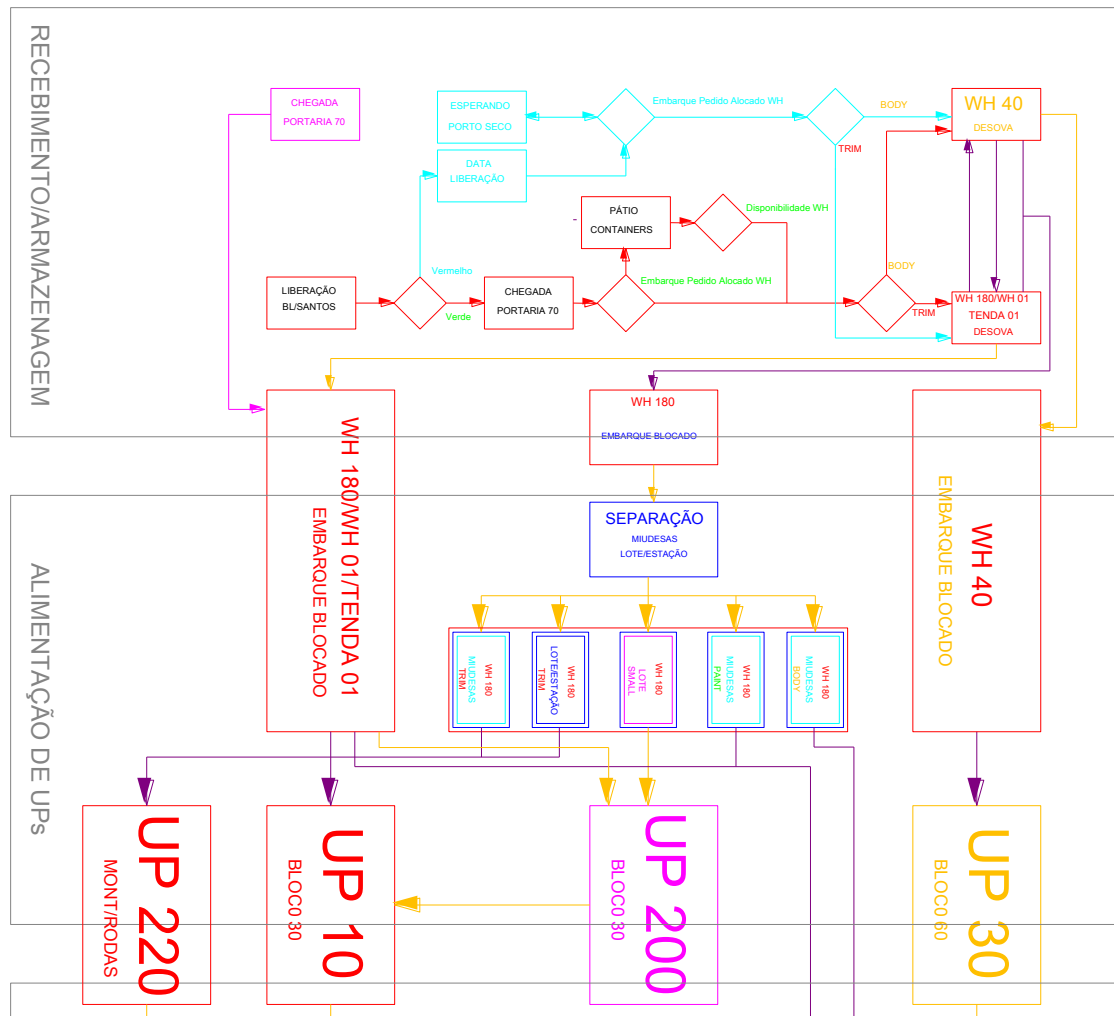 RECEBIMENTO/ARMAZENAGEM
CHEGADA
PORTARIA 70
ESPERANDO
PORTO SECO
Embarque Pedido Alocado WH
BODY
WH 40
DESOVA
TRIM
DATA
LIBERAÇÃO
PÁTIO
CONTAINERS
-
Disponibilidade WH
Vermelho
LIBERAÇÃO
BL/SANTOS
Verde
CHEGADA
PORTARIA 70
Embarque Pedido Alocado WH
BODY
TRIM
WH 180/WH 01
TENDA 01
DESOVA
WH 180/WH 01/TENDA 01
EMBARQUE BLOCADO
WH 180
EMBARQUE BLOCADO
WH 40
EMBARQUE BLOCADO
ALIMENTAÇÃO DE UPs
SEPARAÇÃO
MIUDESAS
LOTE/ESTAÇÃO
WH 180
MIUDESAS
TRIM
WH 180
LOTE/ESTAÇÃO
TRIM
WH 180
LOTE
SMALL
WH 180
MIUDESAS
PAINT
WH 180
MIUDESAS
BODY
UP 220
MONT/RODAS
UP 10
BLOC0 30
UP 200
BLOC0 30
UP 30
BLOC0 60